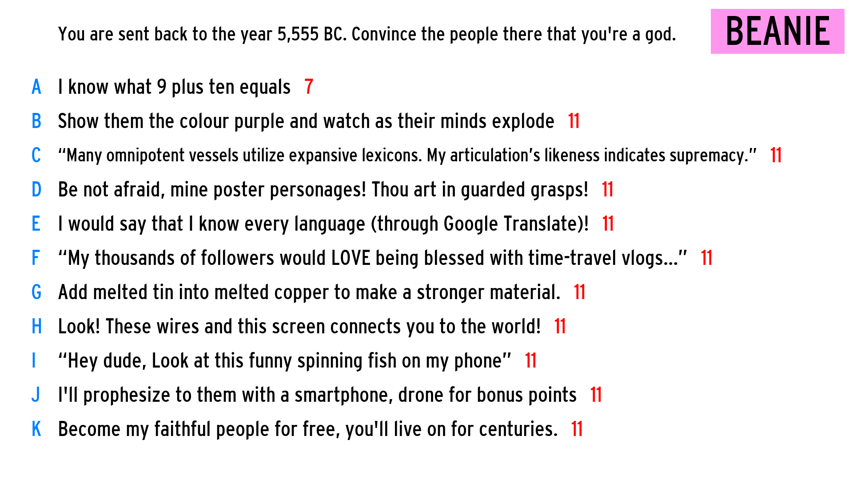 You are sent back to the year 5,555 BC. Convince the people there that you're a god.
BEANIE
A I know what 9 plus ten equals 7
B Show them the colour purple and watch as their minds explode 11
C “Many omnipotent vessels utilize expansive lexicons. My articulation’s likeness indicates supremacy.” 11
D Be not afraid, mine poster personages! Thou art in guarded grasps! 11
E I would say that I know every language (through Google Translate)! 11
F “My thousands of followers would LOVE being blessed with time-travel vlogs...” 11
G Add melted tin into melted copper to make a stronger material. 11
H Look! These wires and this screen connects you to the world! 11
I “Hey dude, Look at this funny spinning fish on my phone” 11
J I'll prophesize to them with a smartphone, drone for bonus points 11
K Become my faithful people for free, you'll live on for centuries. 11